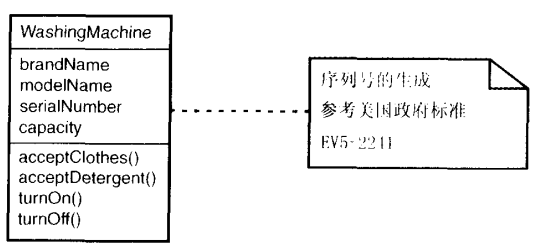 WashingMachine
brandName
modelName
serialNumber
capacity
acceptClothes()
acceptDetergent()
turnOn()
turnOff()
序列号的生成
参考美国政府标准
EV5-2241